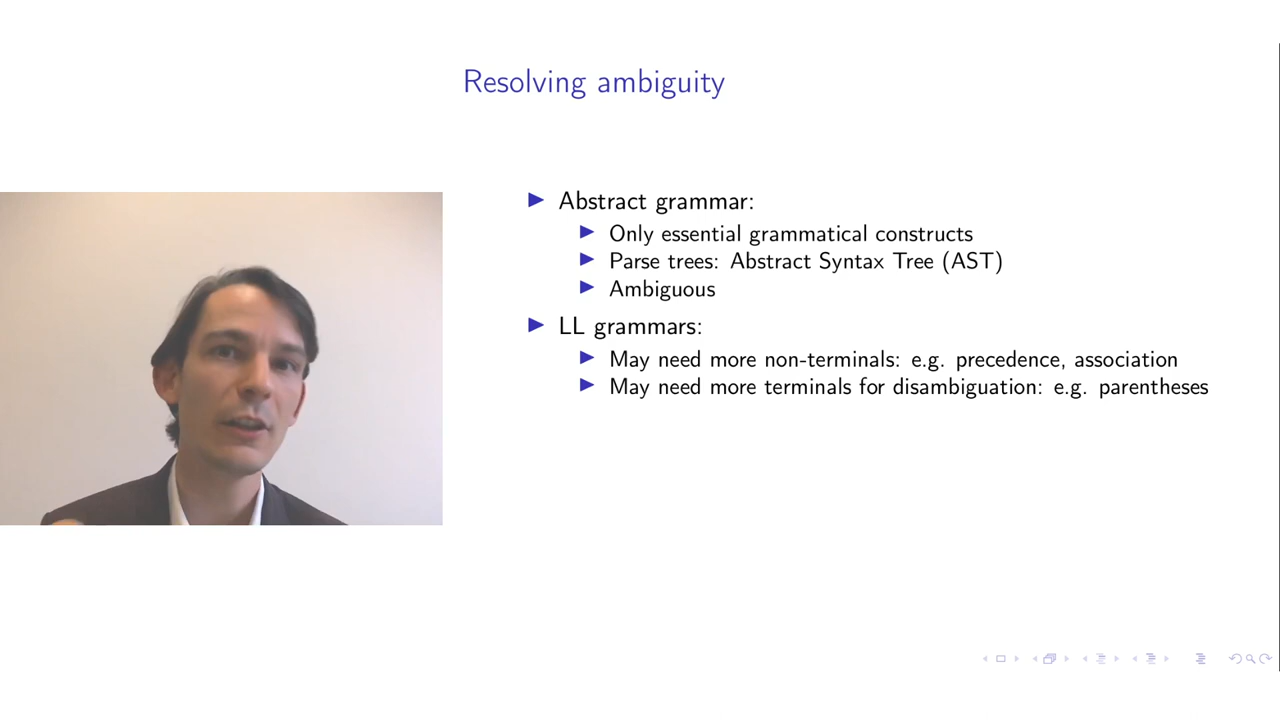 Resolving ambiguity
Abstract grammar:
Only essential grammatical constructs
Parse trees: Abstract Syntax Tree (AST)
Ambiguous
LL grammars:
May need more non-terminals: e.g. precedence, association
May need more terminals for disambiguation: e.g. parentheses